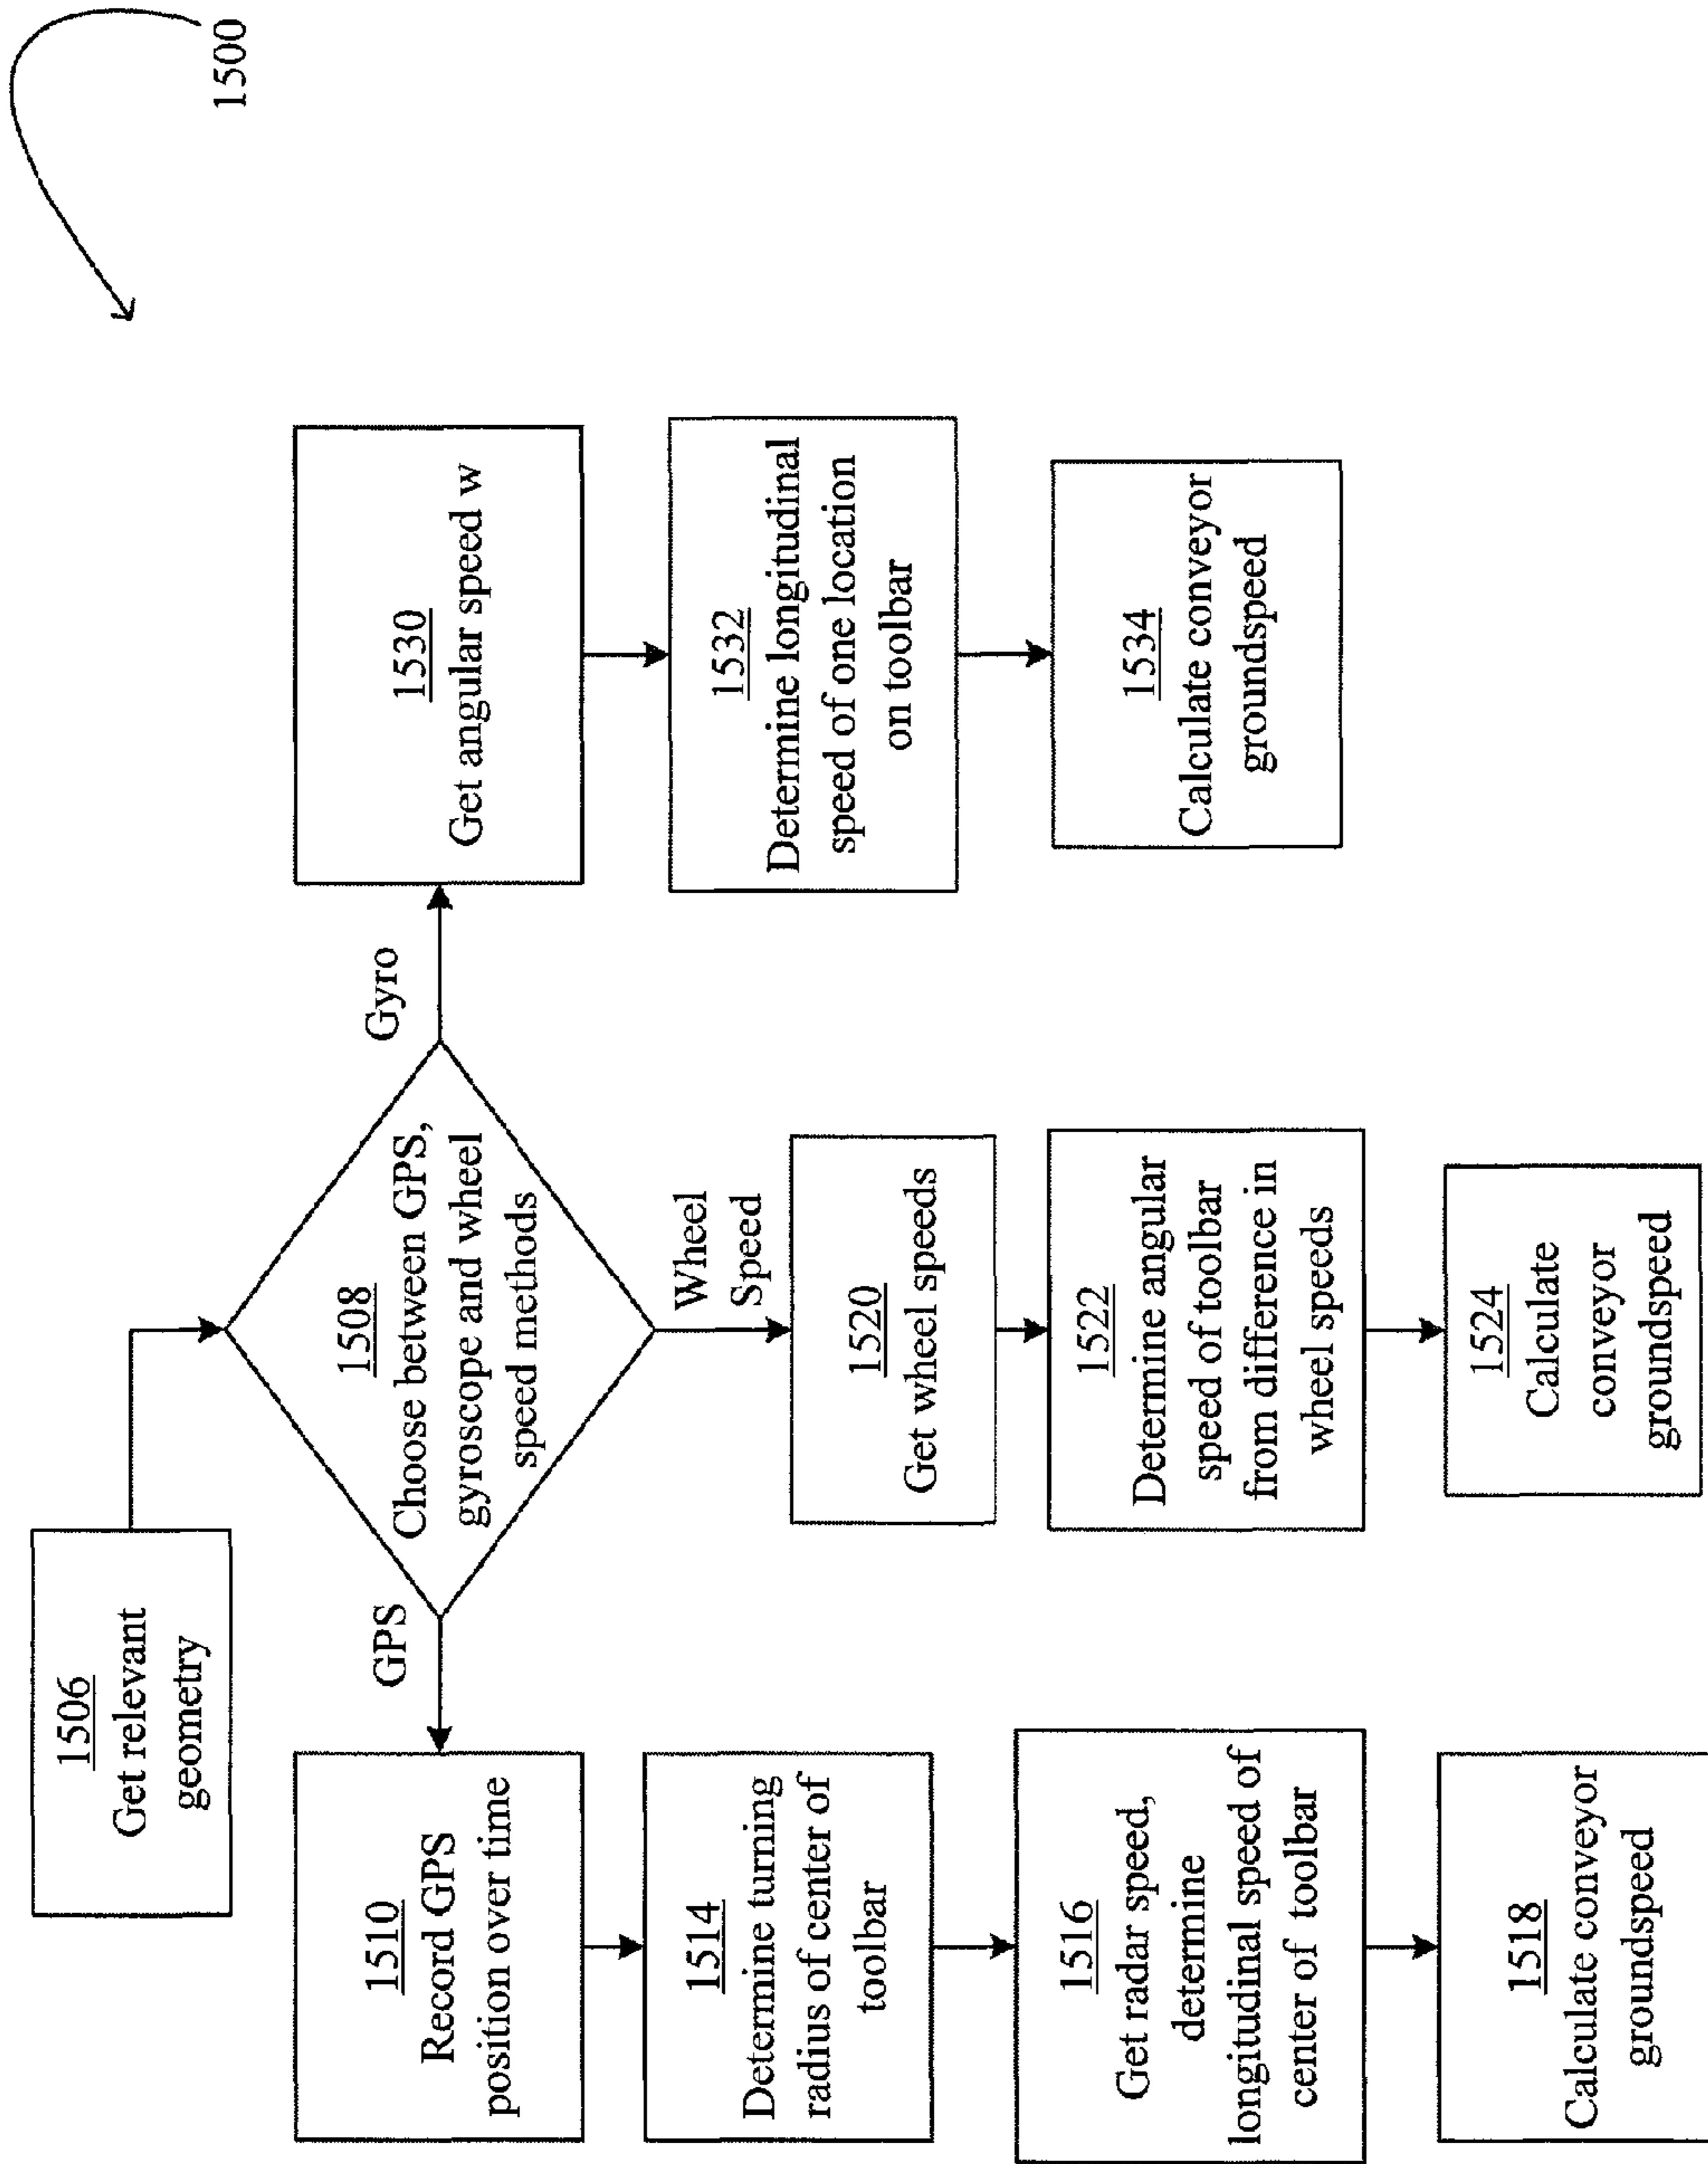 1500
1506
Get relevant
geometry
1508
Choose between GPS,
gyroscope and wheel
speed methods
GPS
Wheel
Speed
Gyro
1510
Record GPS
position over time
1514
Determine turning
radius of center of
toolbar
1516
Get radar speed,
determine
longitudinal speed of
center of toolbar
1518
Calculate conveyor
groundspeed
1520
Get wheel speeds
1522
Determine angular
speed of toolbar
from difference in
wheel speeds
1524
Calculate
conveyor
groundspeed
1530
Get angular speed w
1532
Determine longitudinal
speed of one location
on toolbar
1534
Calculate conveyor
groundspeed